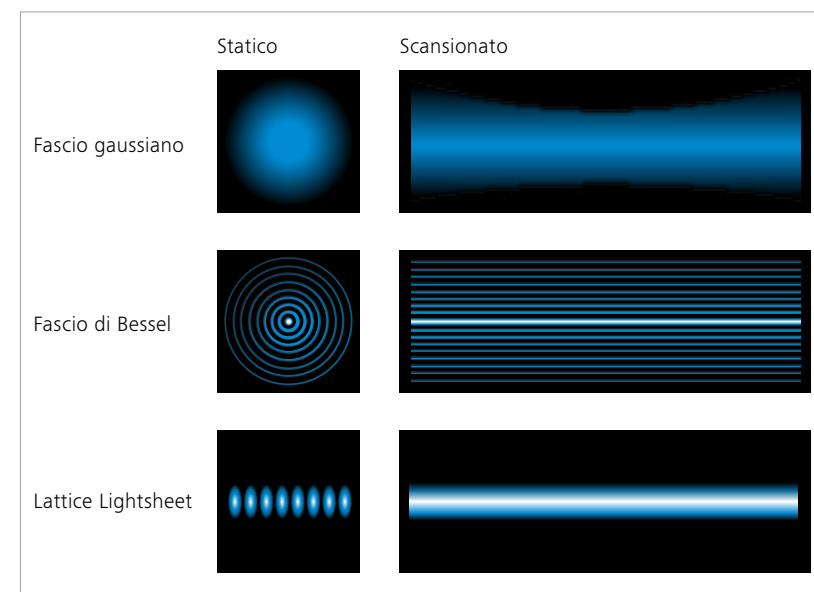 Statico Scansionato
Fascio gaussiano
Fascio di Bessel
Lattice Lightsheet